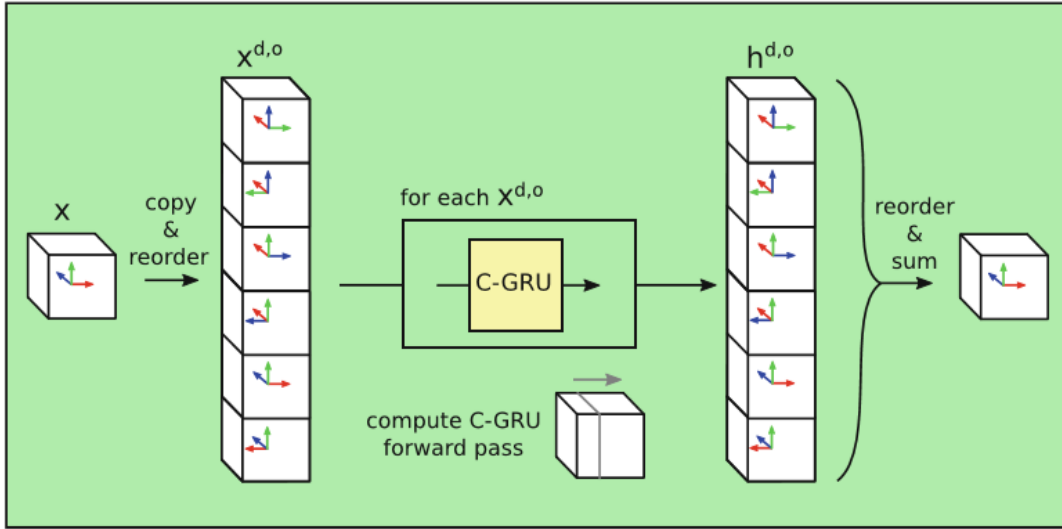 x
copy
&
reorder
x^{d,o}
for each x^{d,o}
C-GRU
compute C-GRU
forward pass
h^{d,o}
reorder
&
sum